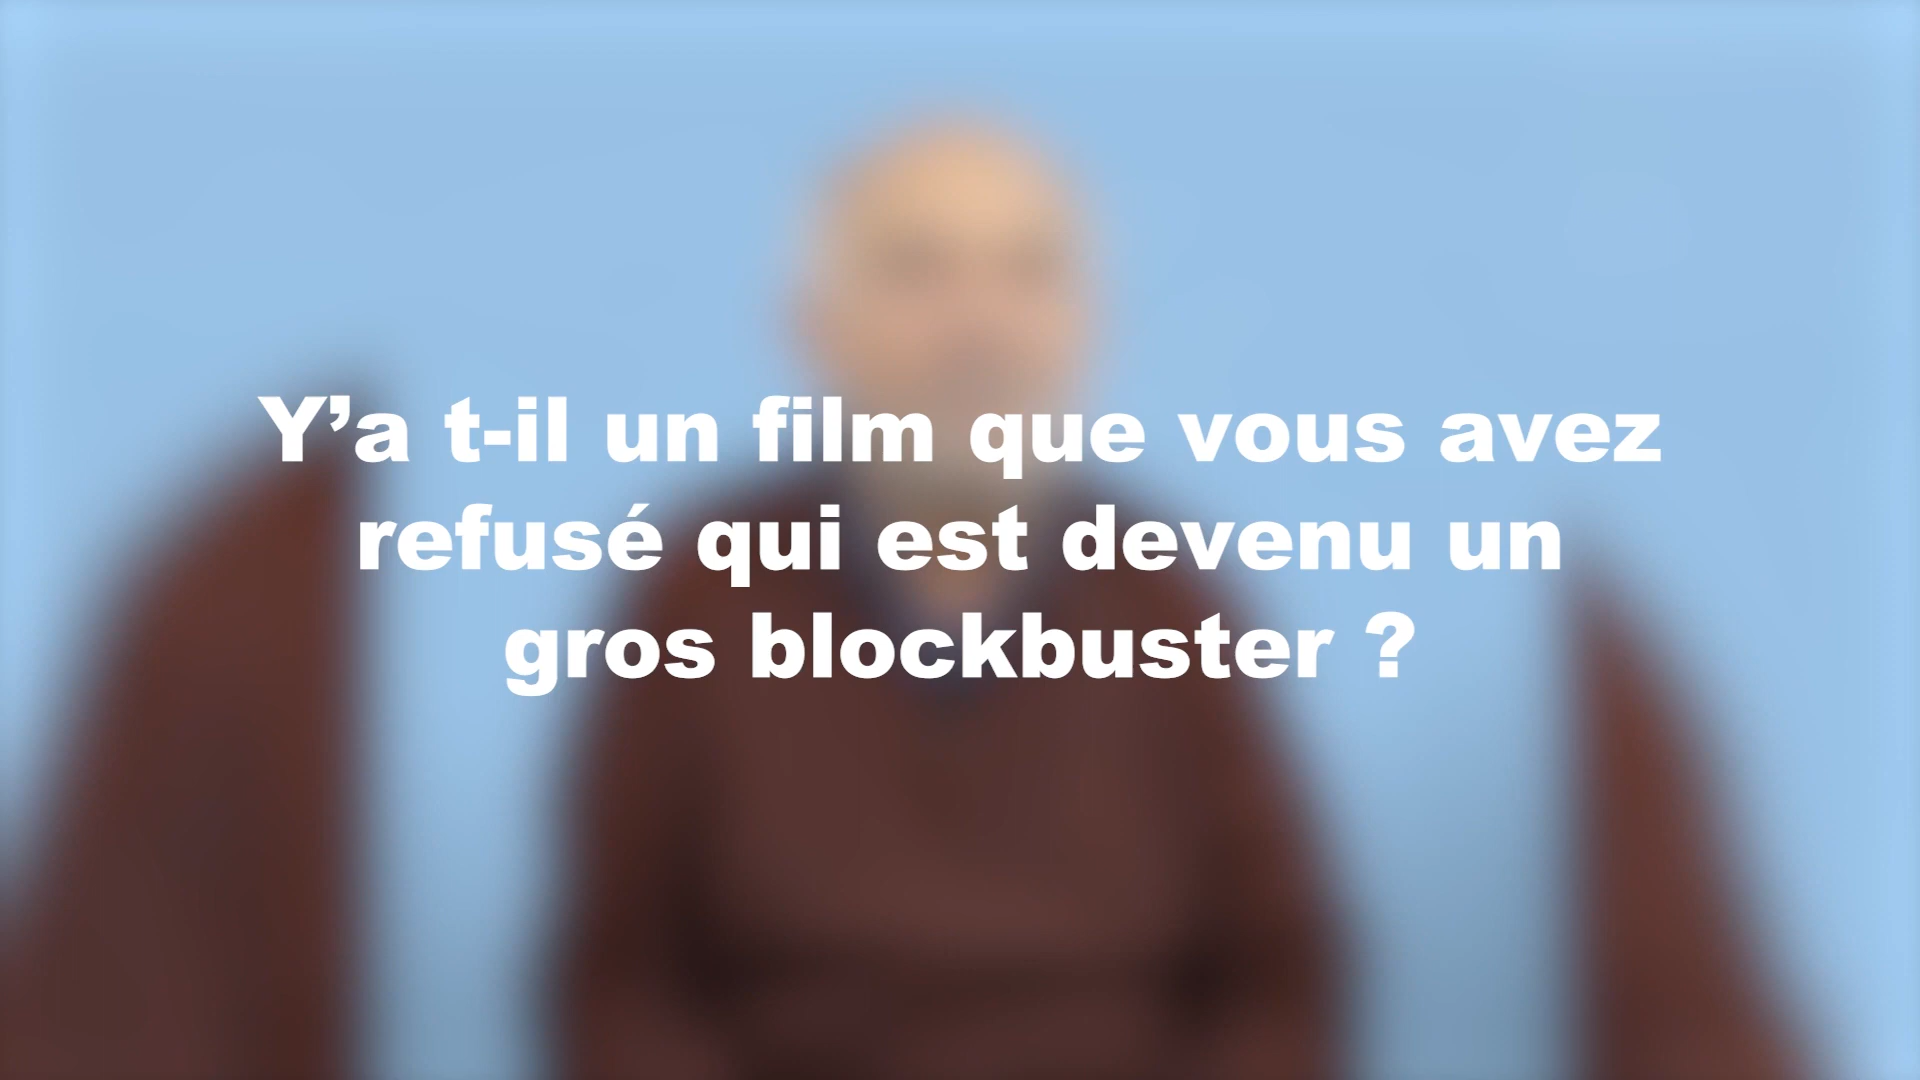 Y’a t-il un film que vous avez
refusé qui est devenu un
gros blockbuster ?